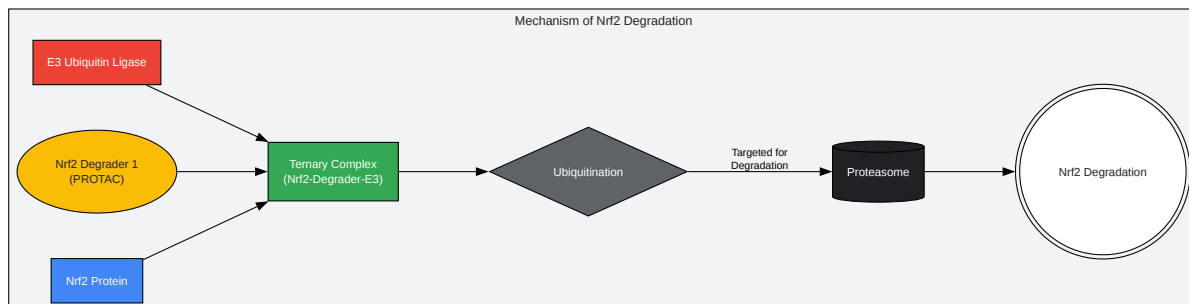 Mechanism of Nrf2 Degradation
E3 Ubiquitin Ligase
Nrf2 Degrader 1
(PROTAC)
Nrf2 Protein
Ternary Complex
(Nrf2-Degrader-E3)
Ubiquitination
Targeted for
Degradation
Proteasome
Nrf2 Degradation